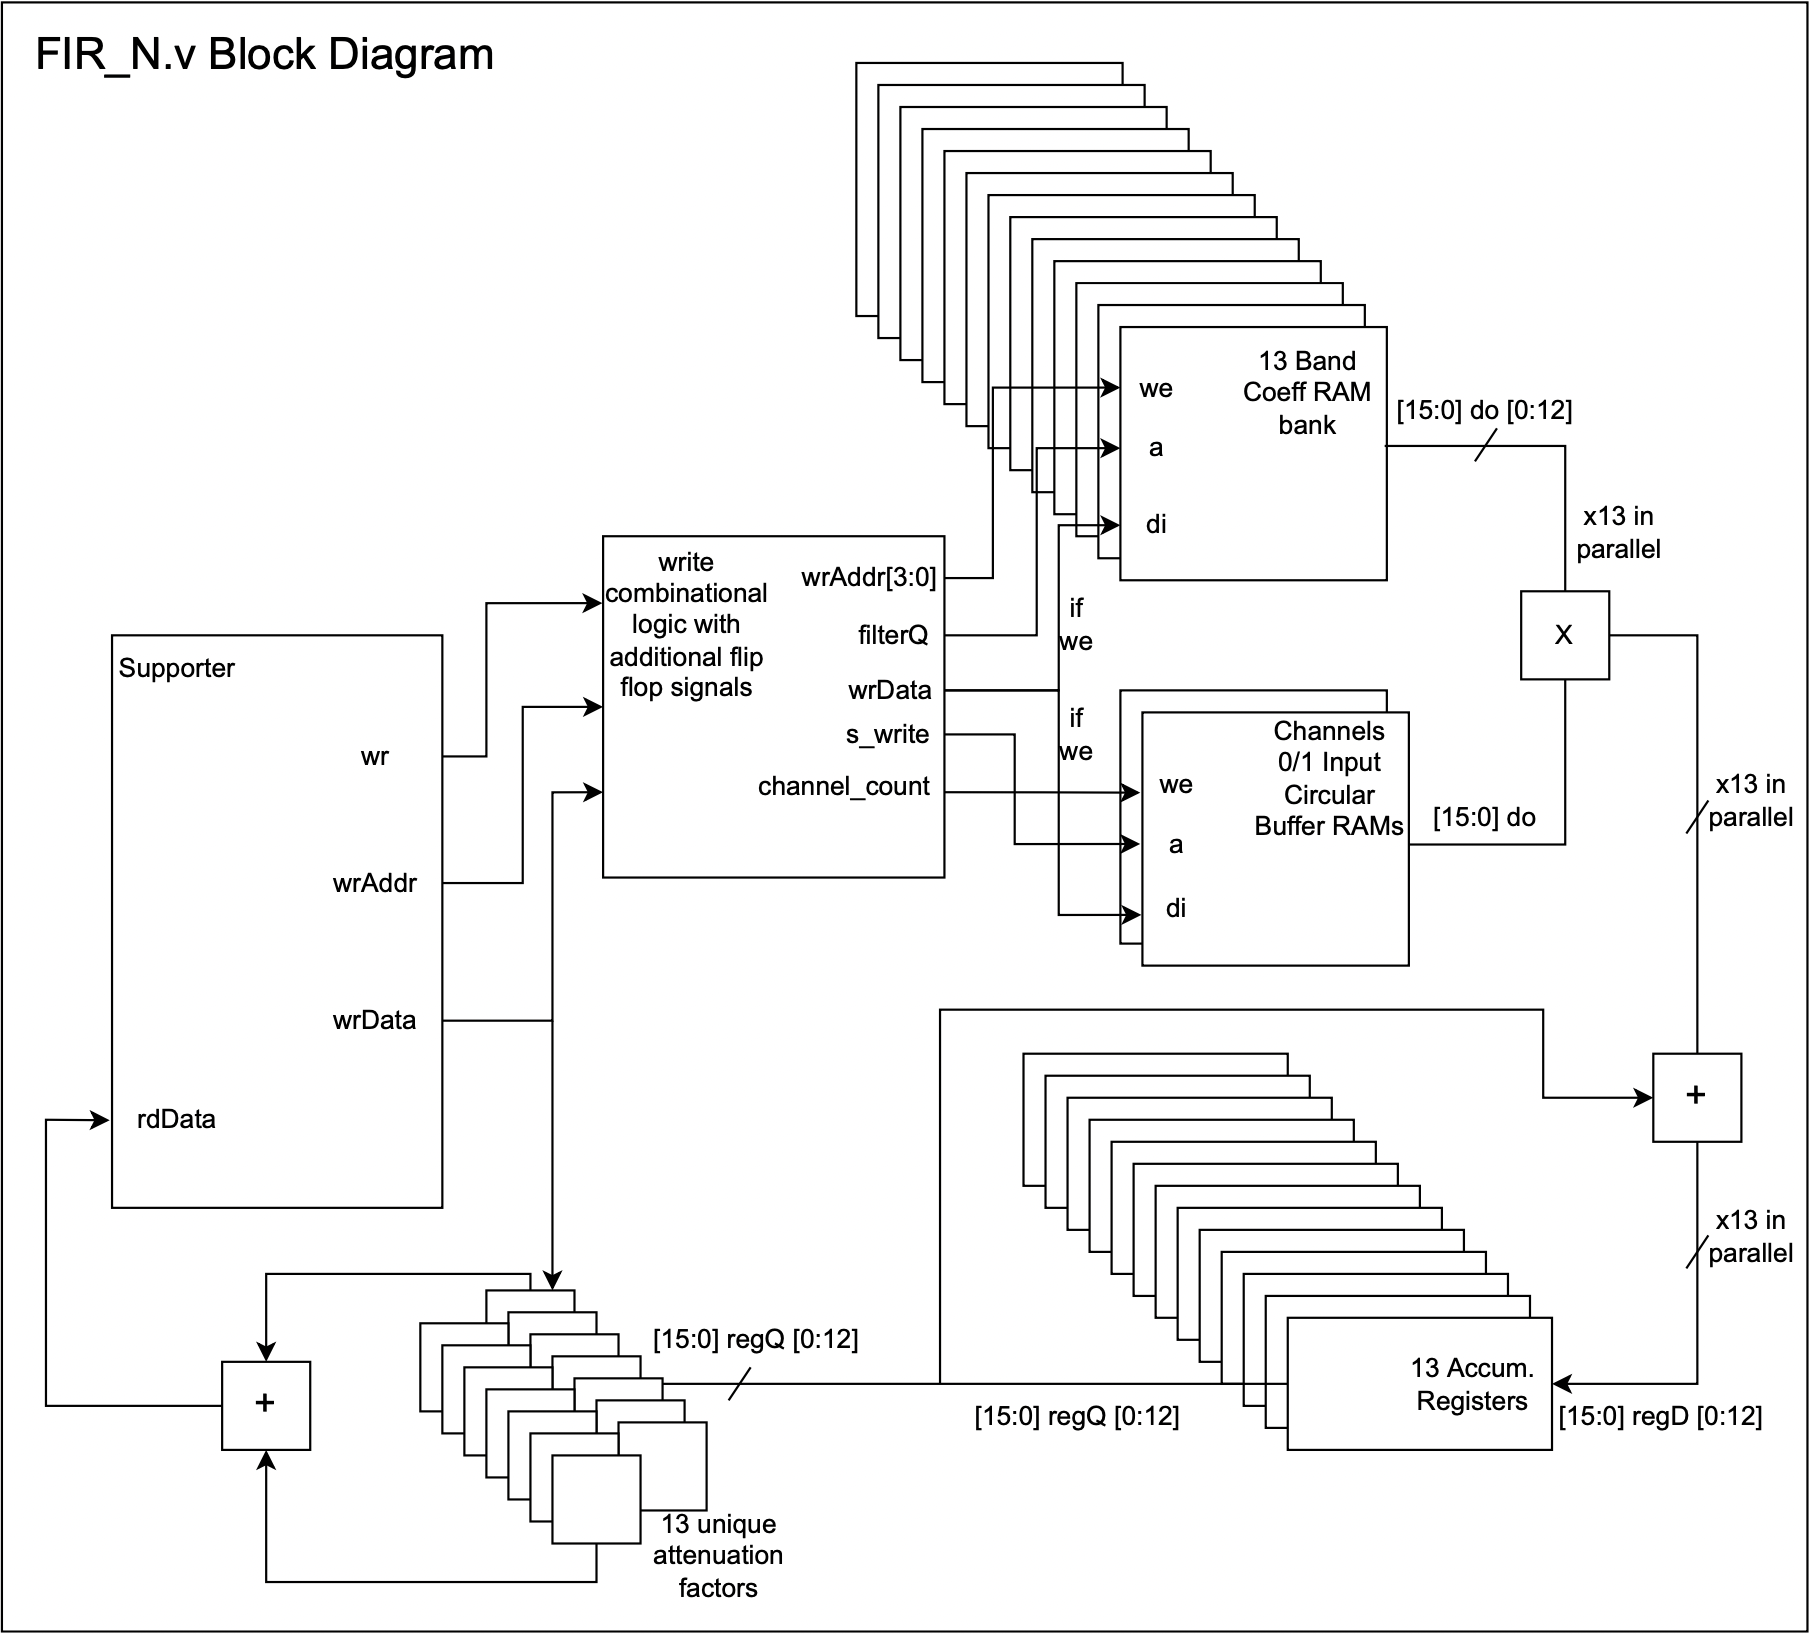 FIR_N.v Block Diagram
13 Band
Coeff RAM
bank
we
a
di
[15:0] do [0:12]
x13 in
parallel
write
combinational
logic with
additional flip
flop signals
wrAddr[3:0]
filterQ
wrData
s_write
channel_count
if
we
if
we
X
Supporter
wr
wrAddr
wrData
rdData
Channels
0/1 Input
Circular
Buffer RAMs
we
a
di
[15:0] do
x13 in
parallel
+
x13 in
parallel
13 Accum.
Registers
[15:0] regD [0:12]
[15:0] regQ [0:12]
[15:0] regQ [0:12]
+
13 unique
attenuation
factors